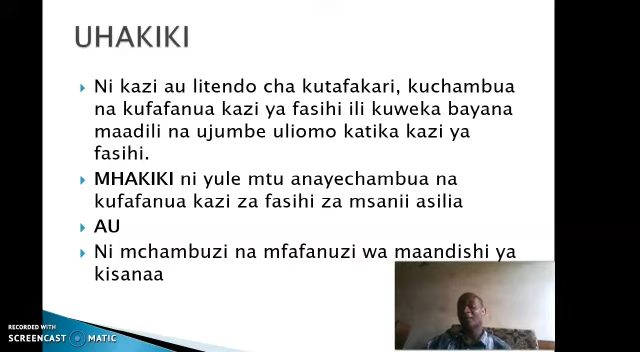 UHAKIKI
Ni kazi au litendo cha kutafakari, kuchambua
na kufafanua kazi ya fasihi ili kuweka bayana
maadili na ujumbe uliomo katika kazi ya
fasihi.
MHAKIKI ni yule mtu anayechambua na
kufafanua kazi za fasihi za msanii asilia
AU
Ni mchambuzi na mfafanuzi wa maandishi ya
kisanaa
RECORDED WITH
SCREENCAST MATIC